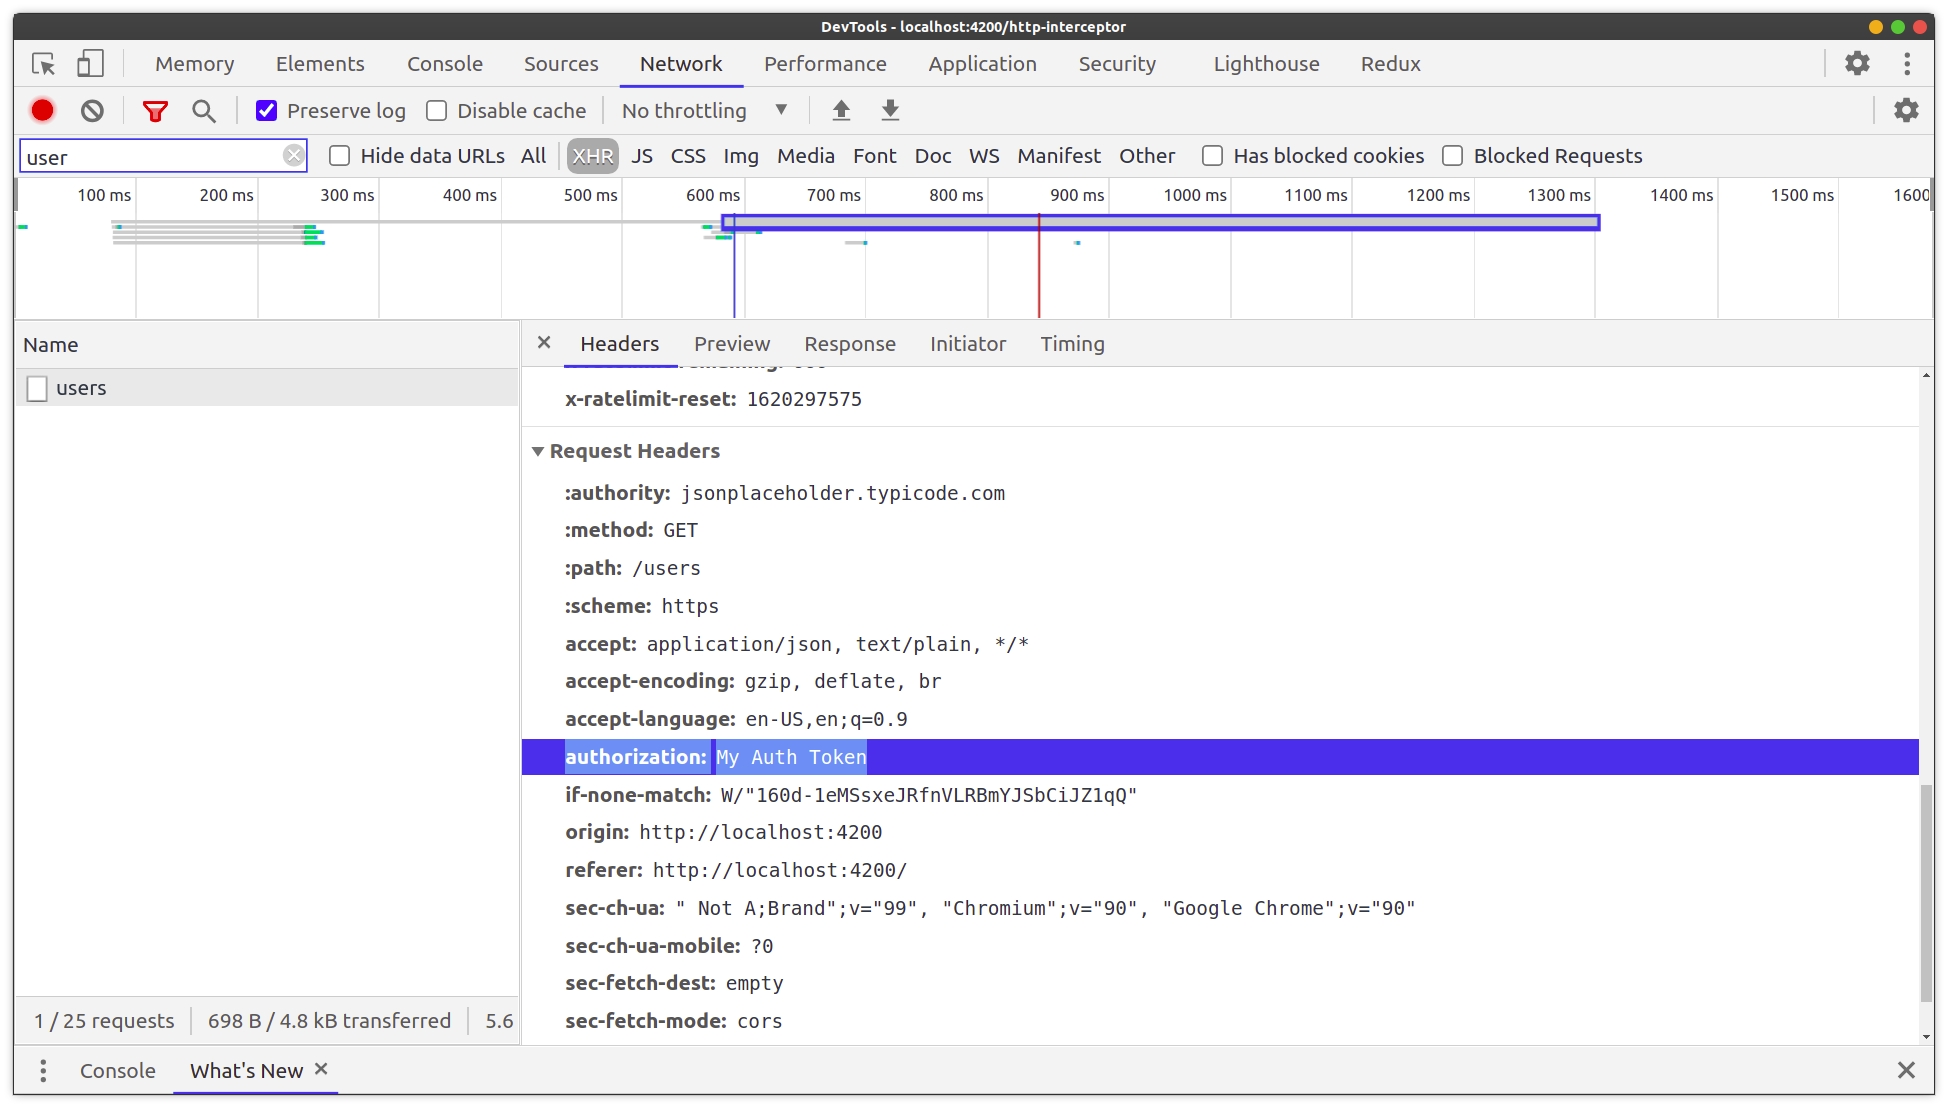 DevTools - localhost:4200/http-interceptor
Memory Elements Console Sources Network Performance Application Security Lighthouse Redux
Preserve log Disable cache No throttling
user Hide data URLs All XHR JS CSS Img Media Font Doc WS Manifest Other Has blocked cookies Blocked Requests
100 ms 200 ms 300 ms 400 ms 500 ms 600 ms 700 ms 800 ms 900 ms 1000 ms 1100 ms 1200 ms 1300 ms 1400 ms 1500 ms 1600
Name
users
1 / 25 requests 698 B / 4.8 kB transferred 5.6
Headers Preview Response Initiator Timing
x-ratelimit-reset: 1620297575
Request Headers
:authority: jsonplaceholder.typicode.com
:method: GET
:path: /users
:scheme: https
accept: application/json, text/plain, */*
accept-encoding: gzip, deflate, br
accept-language: en-US,en;q=0.9
authorization: My Auth Token
if-none-match: W/"160d-1eMSsxeJRfnVLRBmYJSbCiJZ1qQ"
origin: http://localhost:4200
referer: http://localhost:4200/
sec-ch-ua: " Not A;Brand";v="99", "Chromium";v="90", "Google Chrome";v="90"
sec-ch-ua-mobile: ?0
sec-fetch-dest: empty
sec-fetch-mode: cors
Console What's New